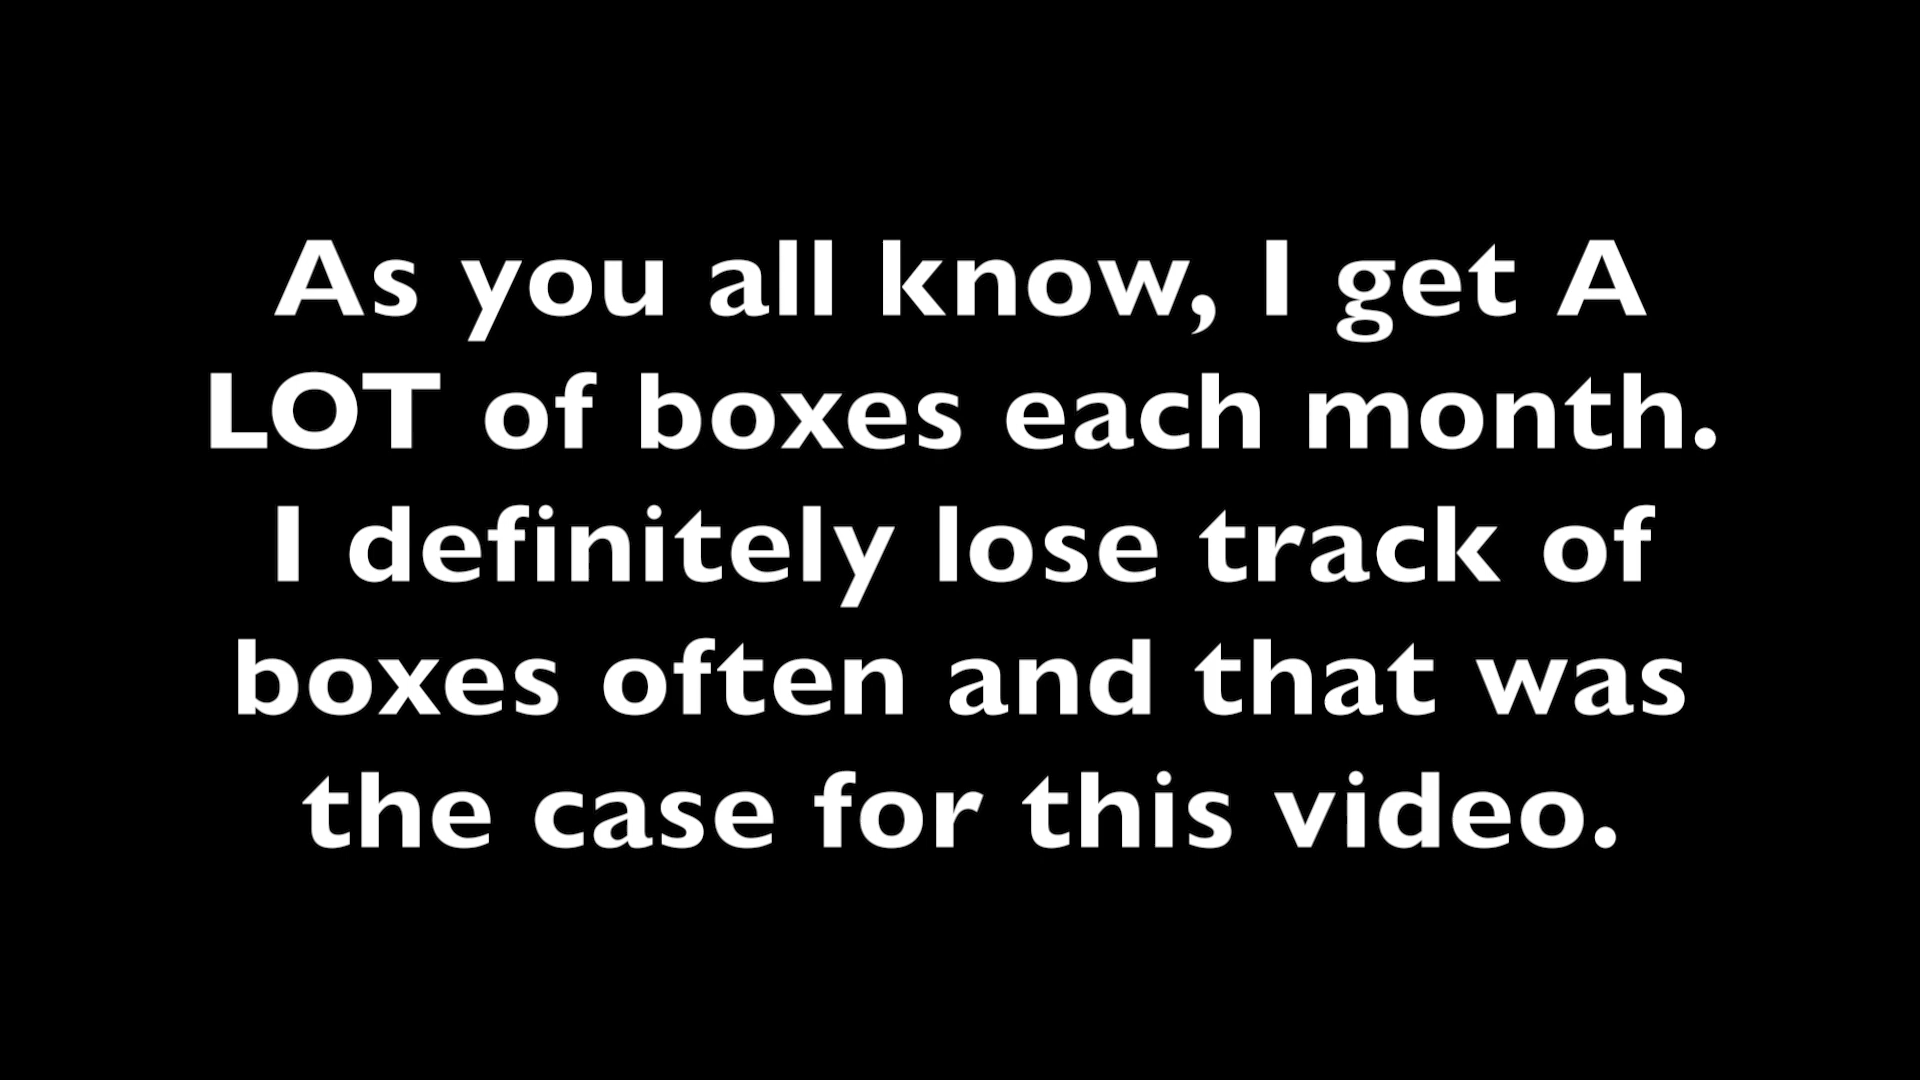 As you all know, I get A
LOT of boxes each month.
I definitely lose track of
boxes often and that was
the case for this video.